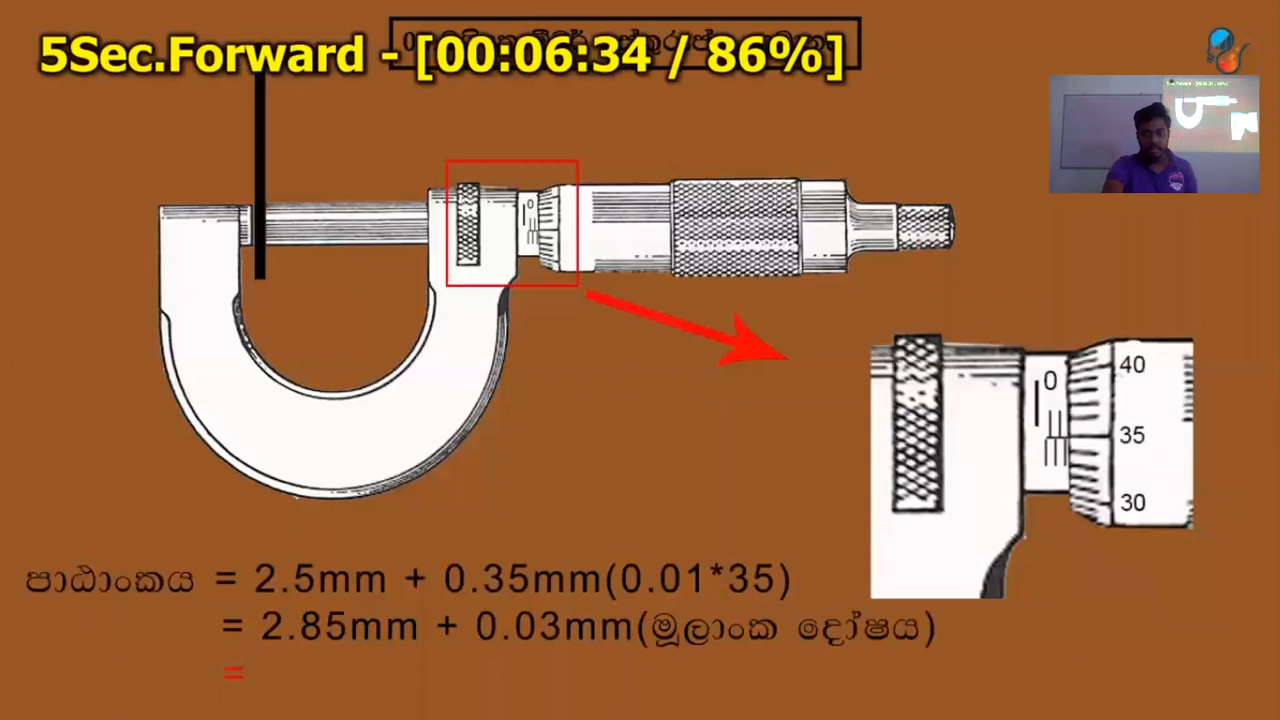 5Sec.Forward - [00:06:34 / 86%]
0
0
40
35
30
පාඨාංකය = 2.5mm + 0.35mm(0.01*35)
= 2.85mm + 0.03mm(මූලාංක දෝෂය)
=